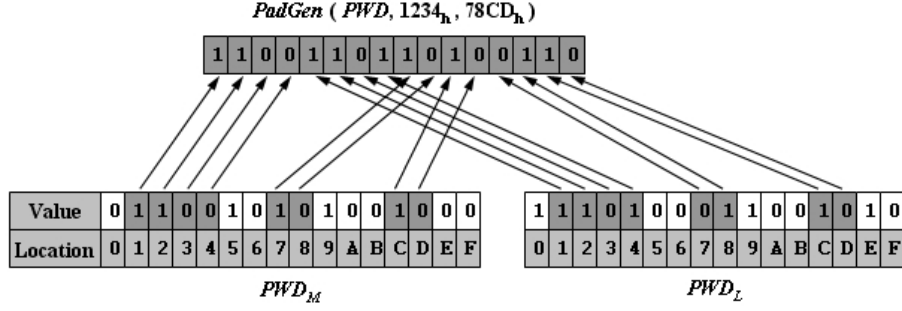 PadGen ( PWD, 1234h , 78CDh )
1 1 0 0 1 1 0 1 1 0 1 0 0 1 1 0
Value 0 1 1 0 0 1 0 1 0 1 0 0 1 0 0 0 1 1 1 0 1 0 0 0 1 1 0 0 1 0 1 0
Location 0 1 2 3 4 5 6 7 8 9 A B C D E F 0 1 2 3 4 5 6 7 8 9 A B C D E F
PWDM PWDL